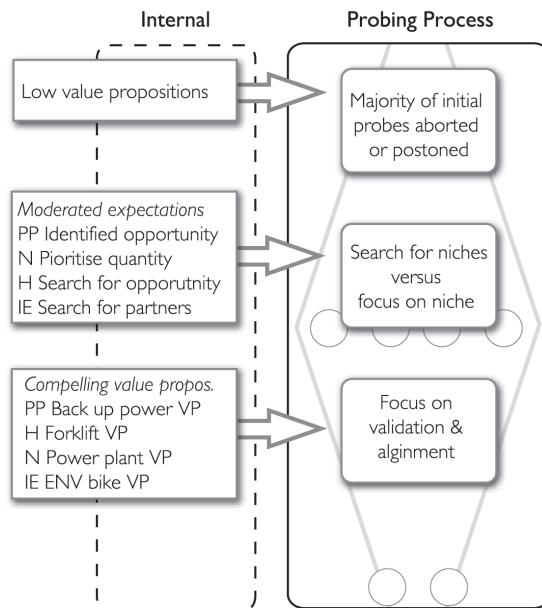 Internal
Probing Process
Low value propositions
Majority of initial
probes aborted
or postoned
Moderated expectations
PP Identified opportunity
N Pioritise quantity
H Search for opporutnity
IE Search for partners
Search for niches
versus
focus on niche
Compelling value propos.
PP Back up power VP
H Forklift VP
N Power plant VP
IE ENV bike VP
Focus on
validation &
alginment